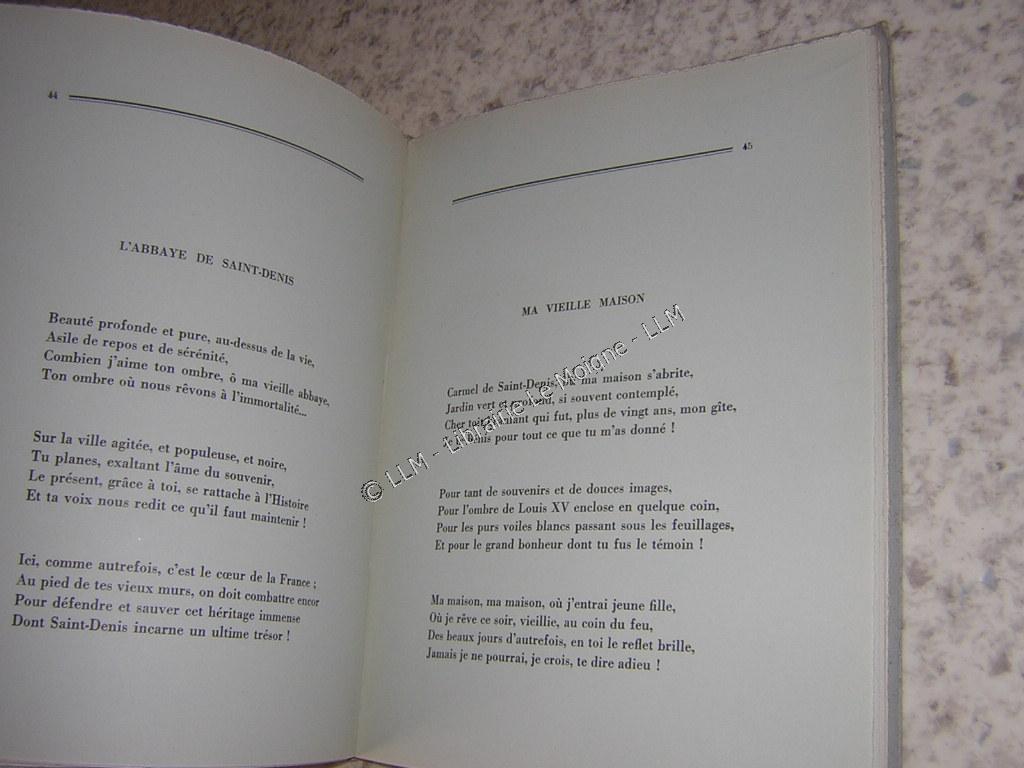 44
L'ABBAYE DE SAINT-DENIS
Beauté profonde et pure, au-dessus de la vie,
Asile de repos et de sérénité,
Combien j'aime ton ombre, ô ma vieille abbaye,
Ton ombre où nous rêvons à l'immortalité...
Sur la ville agitée, et populeuse, et noire,
Tu planes, exaltant l'âme du souvenir,
Le présent, grâce à toi, se rattache à l'Histoire
Et ta voix nous redit ce qu'il faut maintenir !
Ici, comme autrefois, c'est le cœur de la France ;
Au pied de tes vieux murs, on doit combattre encor
Pour défendre et sauver cet héritage immense
Dont Saint-Denis incarne un ultime trésor !
45
MA VIEILLE MAISON
Carmel de Saint-Denis, ma maison s'abrite,
Jardin vert et profond, si souvent contemplé,
Cher toit qui fut, plus de vingt ans, mon gîte,
Je pour tout ce que tu m'as donné !
Pour tant de souvenirs et de douces images,
Pour l'ombre de Louis XV enclose en quelque coin,
Pour les purs voiles blancs passant sous les feuillages,
Et pour le grand bonheur dont tu fus le témoin !
Ma maison, ma maison, où j'entrai jeune fille,
Où je rêve ce soir, vieillie, au coin du feu,
Des beaux jours d'autrefois, en toi le reflet brille,
Jamais je ne pourrai, je crois, te dire adieu !
© LLM - Librairie Le Moigne - LLM